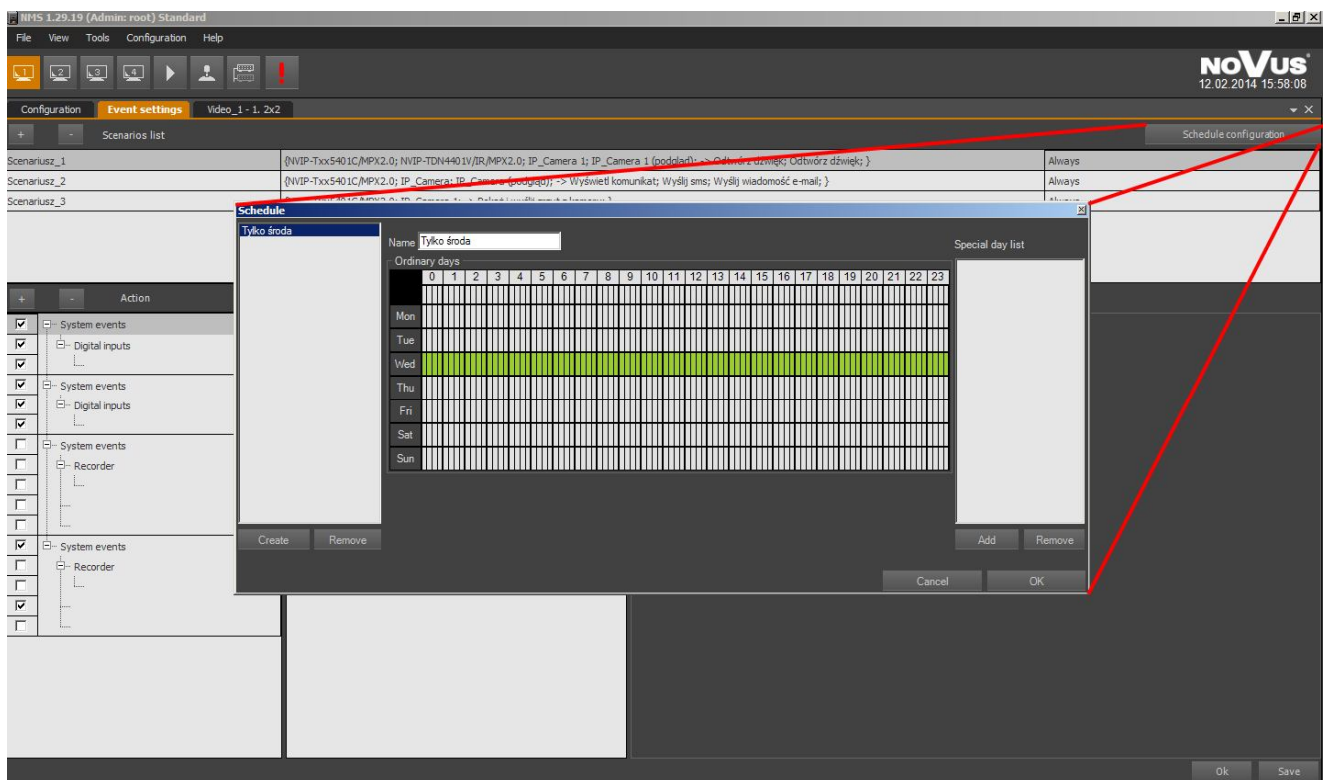 NMS 1.29.19 (Admin: root) Standard
File View Tools Configuration Help
1 2 3 4
NOVUS
12.02.2014 15:58:08
Configuration Event settings Video_1 - 1. 2x2
+ - Scenarios list Schedule configuration
Scenariusz_1 {NVIP-Txx5401C/MPX2.0; NVIP-TDN4401V/IR/MPX2.0; IP_Camera 1; IP_Camera 1 (podgląd); -> Odtwórz dźwięk; Odtwórz dźwięk; } Always
Scenariusz_2 {NVIP-Txx5401C/MPX2.0; IP_Camera; IP_Camera (podgląd); -> Wyświetl komunikat; Wyślij sms; Wyślij wiadomość e-mail; } Always
Scenariusz_3
Schedule
Tylko środa
Name Tylko środa
Special day list
Ordinary days
0 1 2 3 4 5 6 7 8 9 10 11 12 13 14 15 16 17 18 19 20 21 22 23
Mon
Tue
Wed
Thu
Fri
Sat
Sun
Create Remove
Add Remove
Cancel OK
+ - Action
System events
Digital inputs
System events
Digital inputs
System events
Recorder
System events
Recorder
Ok Save